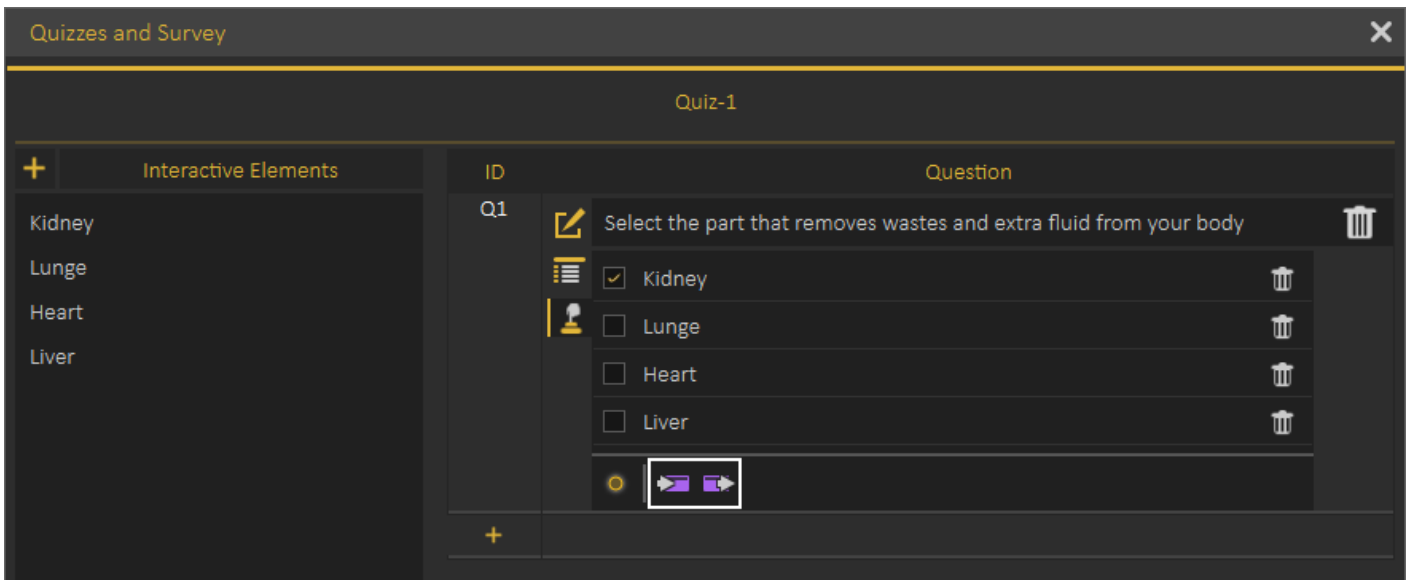 Quizzes and Survey
Quiz-1
Interactive Elements
Kidney
Lunge
Heart
Liver
ID
Question
Q1
Select the part that removes wastes and extra fluid from your body
Kidney
Lunge
Heart
Liver